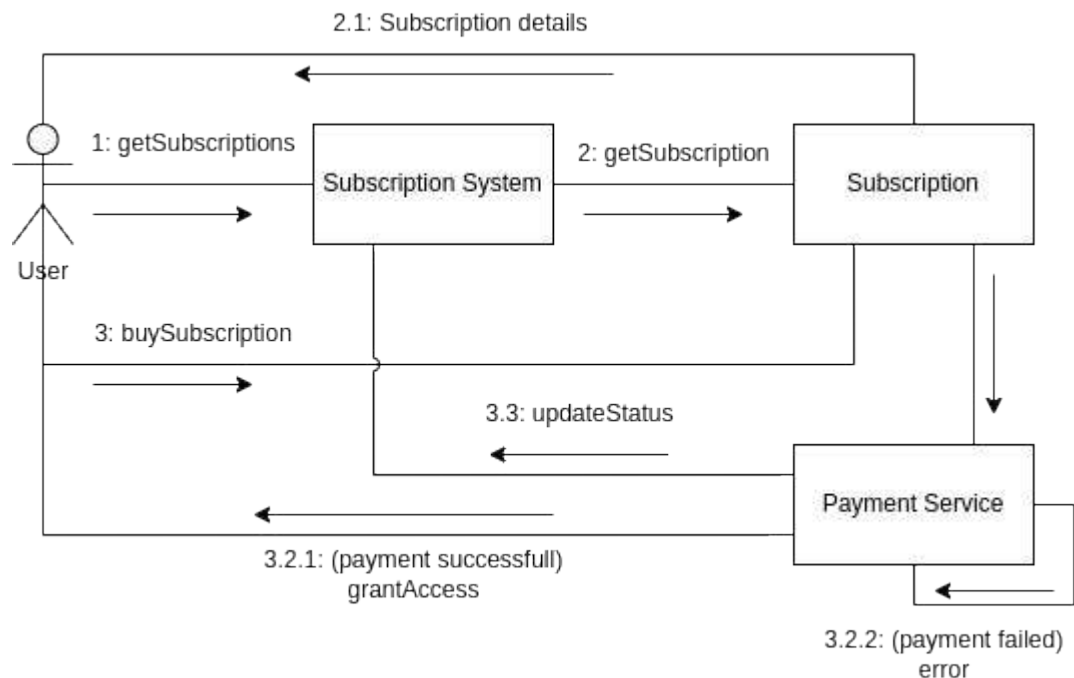 2.1: Subscription details
1: getSubscriptions
2: getSubscription
Subscription System
Subscription
User
3: buySubscription
3.3: updateStatus
Payment Service
3.2.1: (payment successfull)
grantAccess
3.2.2: (payment failed)
error